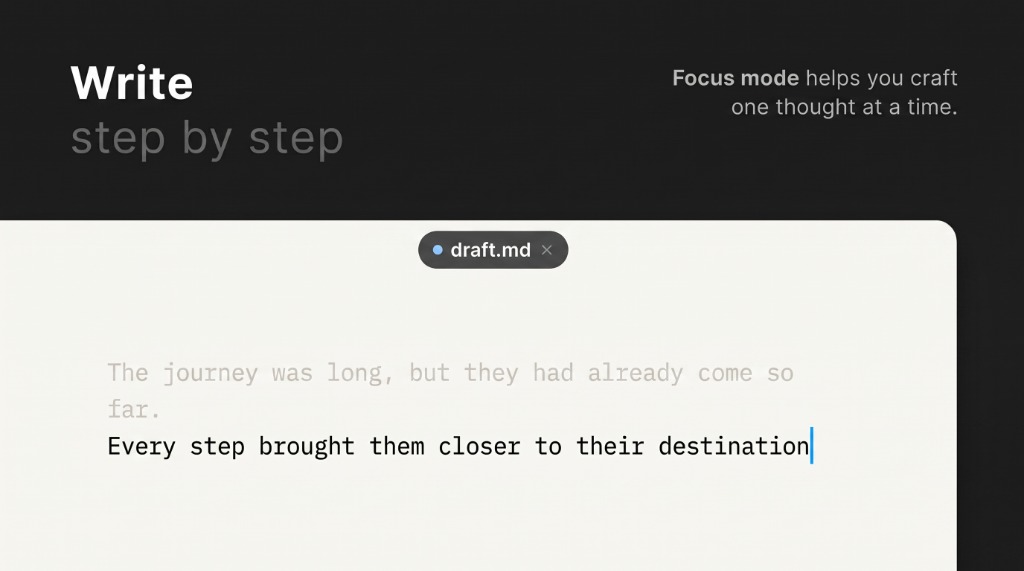 Write
step by step
Focus mode helps you craft
one thought at a time.
draft.md ×
The journey was long, but they had already come so
far.
Every step brought them closer to their destination